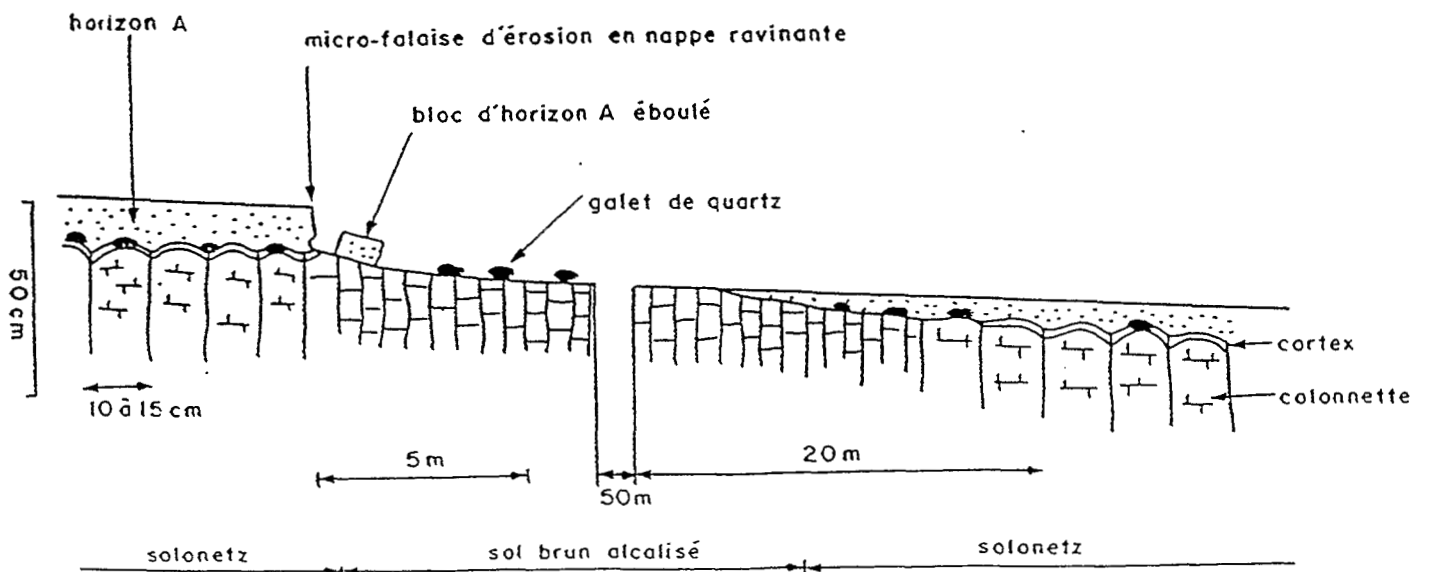 horizon A
micro-falaise d'érosion en nappe ravinante
bloc d'horizon A éboulé
galet de quartz
50cm
cortex
colonnette
10 à 15 cm
5 m
20 m
50m
solonetz
sol brun alcalisé
solonetz